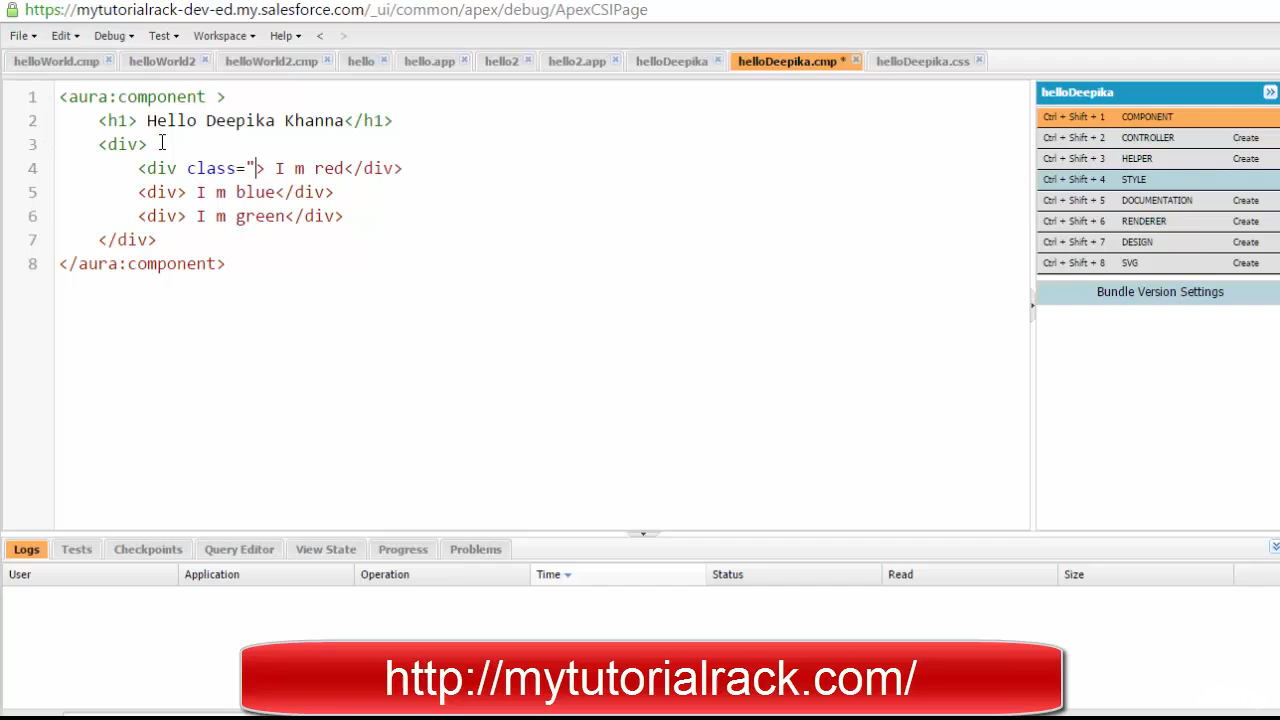 https://mytutorialrack-dev-ed.my.salesforce.com/_ui/common/apex/debug/ApexCSIPage
File Edit Debug Test Workspace Help < >
helloWorld.cmp helloWorld2 helloWorld2.cmp hello hello.app hello2 hello2.app helloDeepika helloDeepika.cmp * helloDeepika.css
1 <aura:component >
2 <h1> Hello Deepika Khanna</h1>
3 <div>
4 <div class="> I m red</div>
5 <div> I m blue</div>
6 <div> I m green</div>
7 </div>
8 </aura:component>
helloDeepika
Ctrl + Shift + 1 COMPONENT
Ctrl + Shift + 2 CONTROLLER Create
Ctrl + Shift + 3 HELPER Create
Ctrl + Shift + 4 STYLE
Ctrl + Shift + 5 DOCUMENTATION Create
Ctrl + Shift + 6 RENDERER Create
Ctrl + Shift + 7 DESIGN Create
Ctrl + Shift + 8 SVG Create
Bundle Version Settings
Logs Tests Checkpoints Query Editor View State Progress Problems
User Application Operation Time Status Read Size
http://mytutorialrack.com/